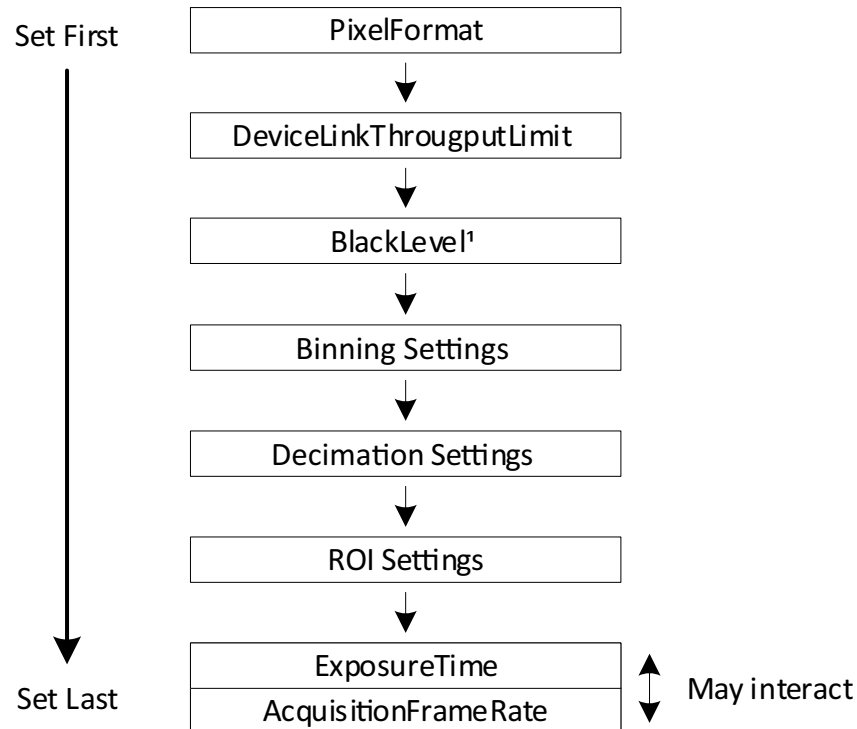 Set First
PixelFormat
DeviceLinkThrougputLimit
BlackLevel¹
Binning Settings
Decimation Settings
ROI Settings
ExposureTime
May interact
Set Last
AcquisitionFrameRate